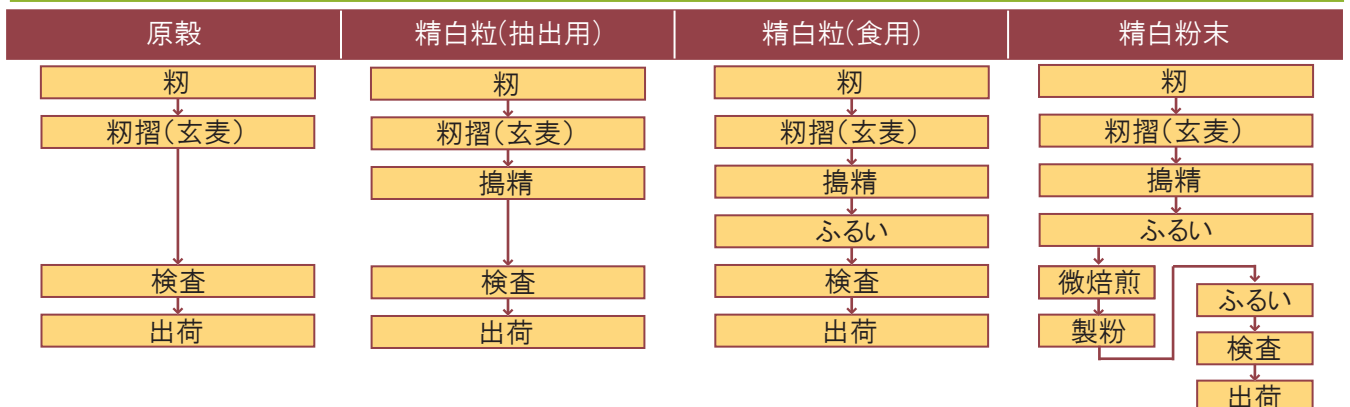 原穀
籾
籾摺(玄麦)
検査
出荷
精白粒(抽出用)
籾
籾摺(玄麦)
搗精
検査
出荷
精白粒(食用)
籾
籾摺(玄麦)
搗精
ふるい
検査
出荷
精白粉末
籾
籾摺(玄麦)
搗精
ふるい
微焙煎
製粉
ふるい
検査
出荷